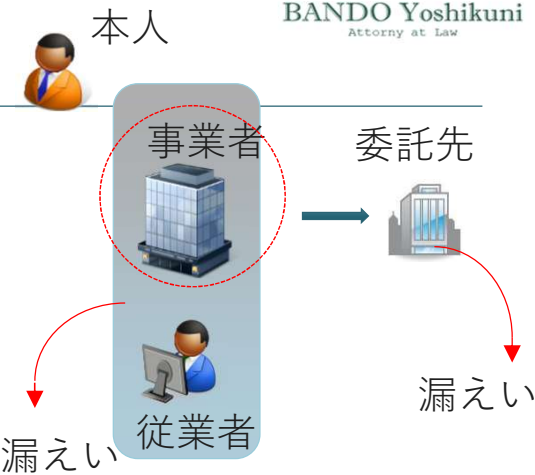 本人
BANDO Yoshikuni
Attorny at Law
事業者
委託先
漏えい
従業者
漏えい